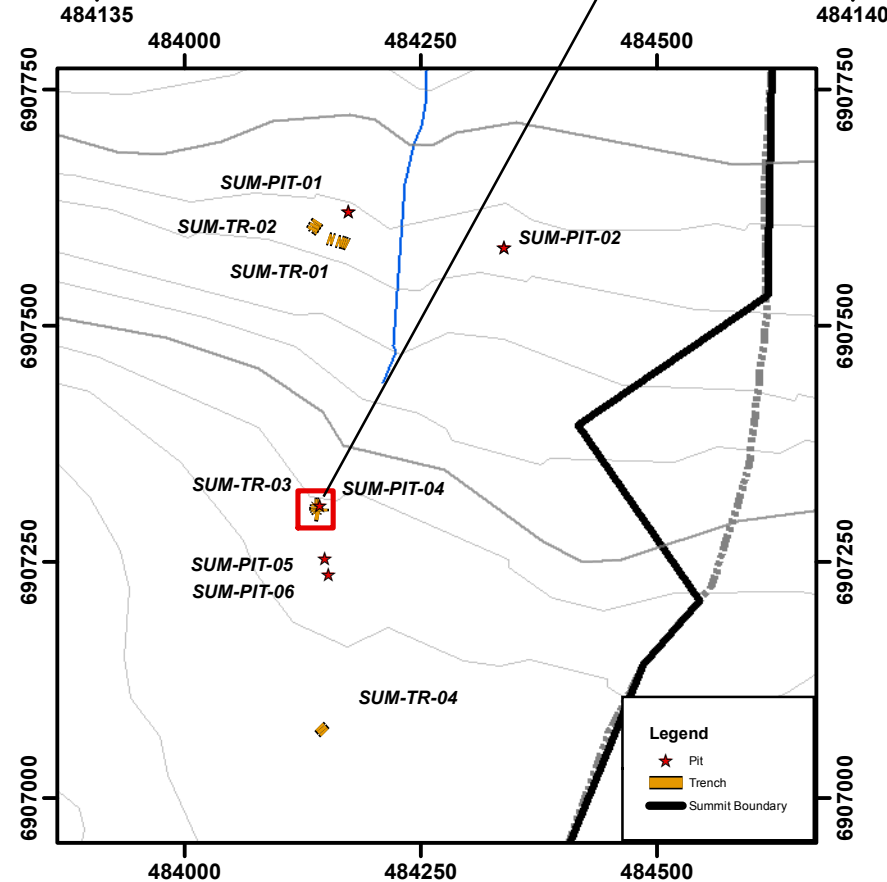 484135
484140
484000
484250
484500
6907750
6907750
SUM-PIT-01
SUM-TR-02
SUM-PIT-02
SUM-TR-01
6907500
6907500
SUM-TR-03
SUM-PIT-04
6907250
6907250
SUM-PIT-05
SUM-PIT-06
SUM-TR-04
Legend
Pit
Trench
Summit Boundary
6907000
6907000
484000
484250
484500